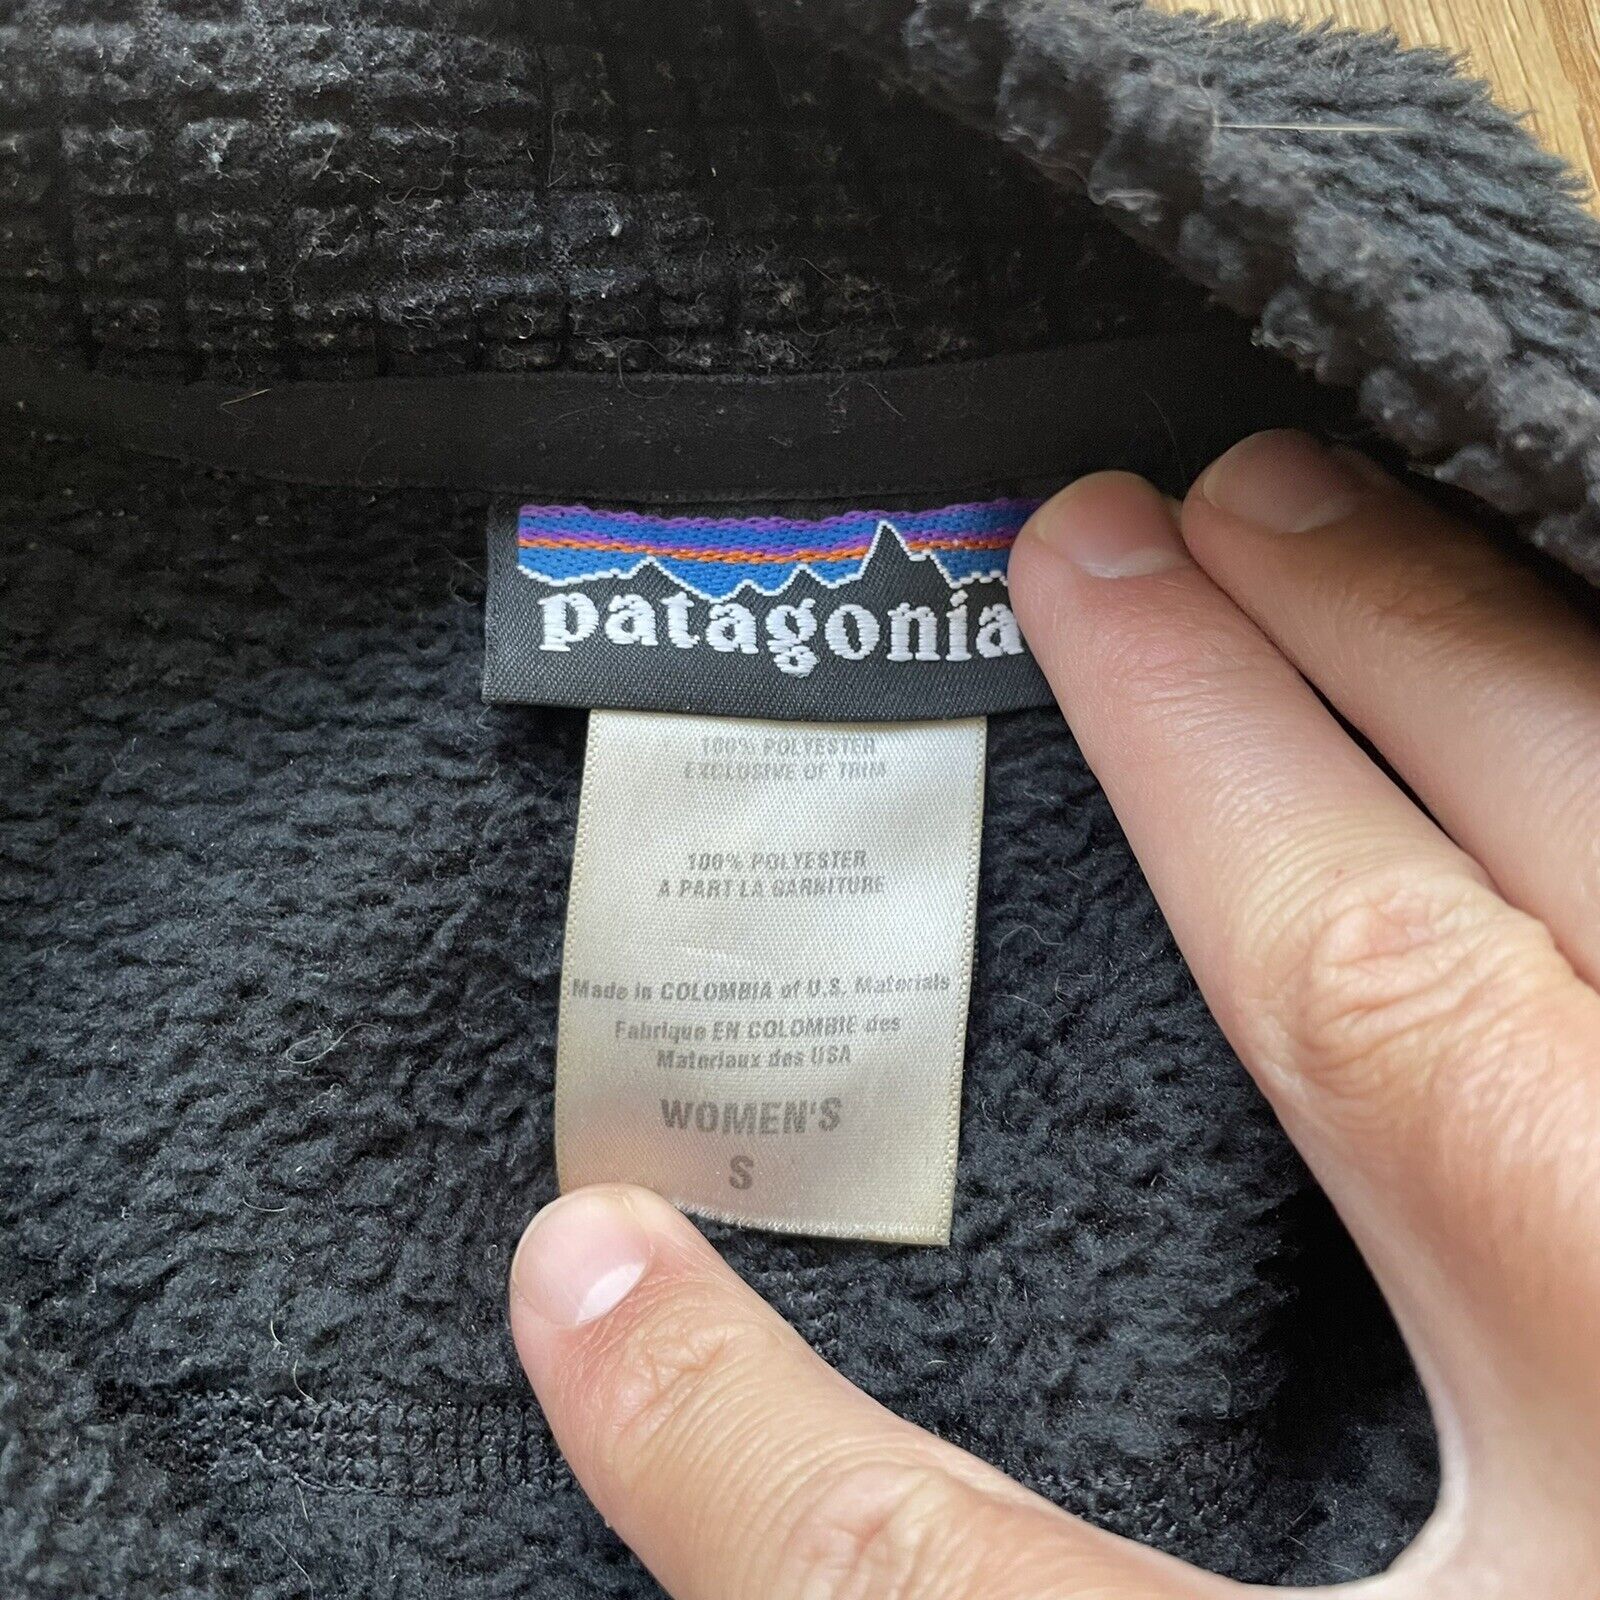 patagonia
100% POLYESTER
EXCLUSIVE OF TRIM
100% POLYESTER
A PART LA GARNITURE
Made in COLOMBIA of U.S. Materials
Fabrique EN COLOMBIE des
Materiaux des USA
WOMEN'S
S